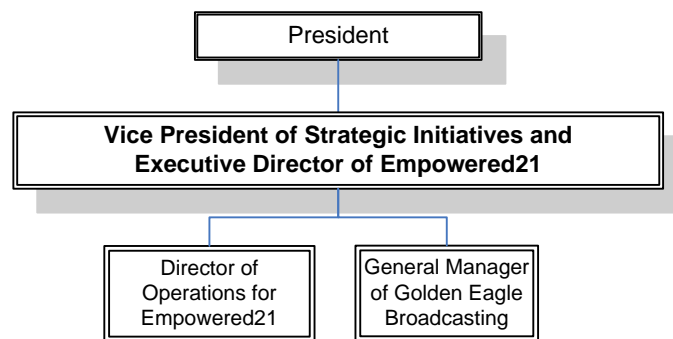 President
Vice President of Strategic Initiatives and
Executive Director of Empowered21
Director of
Operations for
Empowered21
General Manager
of Golden Eagle
Broadcasting